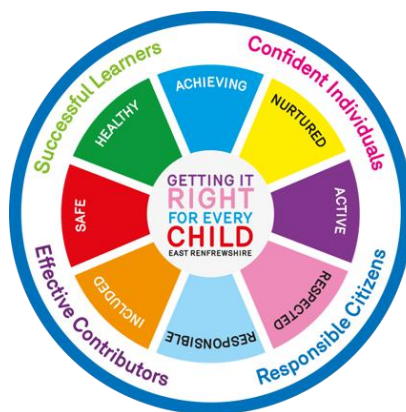 Successful Learners
Confident Individuals
Responsible Citizens
Effective Contributors
ACHIEVING
NURTURED
ACTIVE
RESPECTED
RESPONSIBLE
INCLUDED
SAFE
HEALTHY
GETTING IT
RIGHT
FOR EVERY
CHILD
EAST RENFREWSHIRE